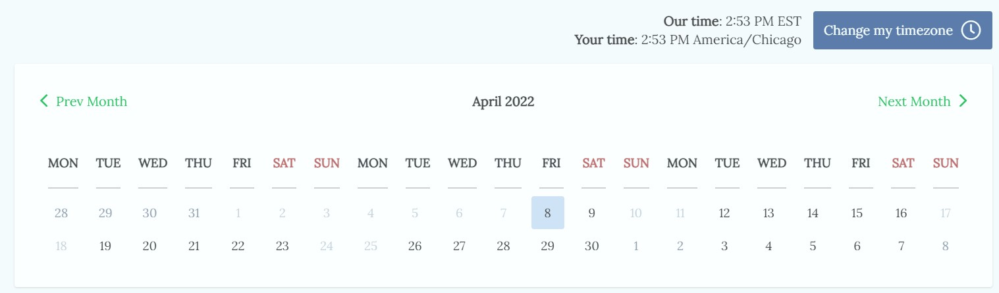 Our time: 2:53 PM EST
Your time: 2:53 PM America/Chicago
Change my timezone
Prev Month
April 2022
Next Month
MON TUE WED THU FRI SAT SUN MON TUE WED THU FRI SAT SUN MON TUE WED THU FRI SAT SUN
28 29 30 31 1 2 3 4 5 6 7 8 9 10 11 12 13 14 15 16 17
18 19 20 21 22 23 24 25 26 27 28 29 30 1 2 3 4 5 6 7 8